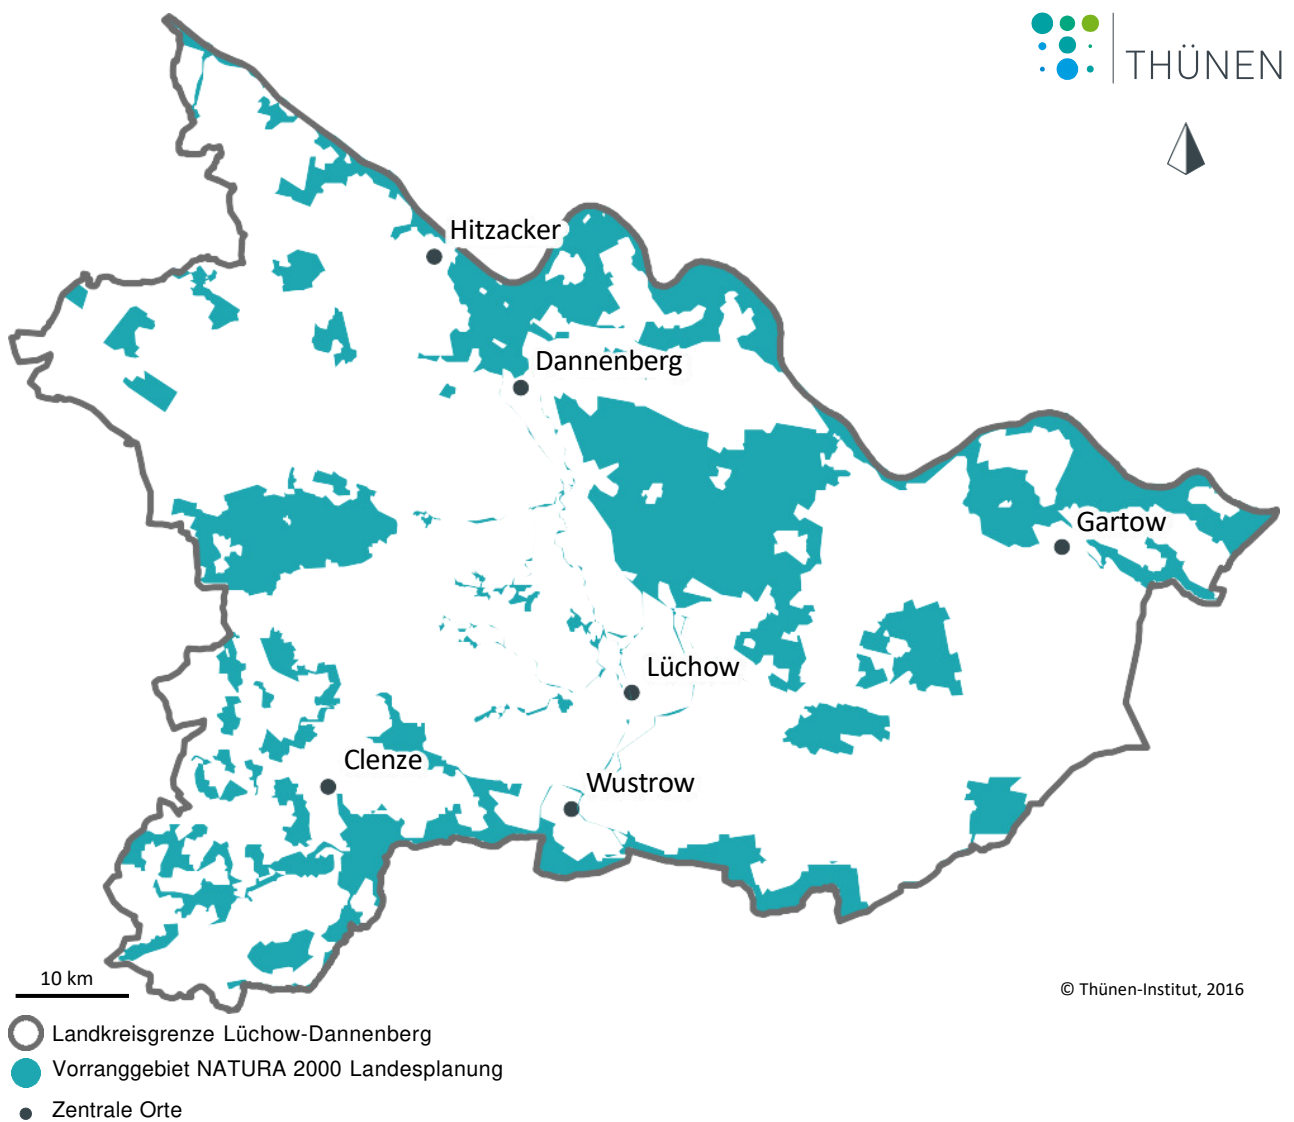 THÜNEN
Hitzacker
Dannenberg
Gartow
Lüchow
Clenze
Wustrow
10 km
© Thünen-Institut, 2016
Landkreisgrenze Lüchow-Dannenberg
Vorranggebiet NATURA 2000 Landesplanung
Zentrale Orte